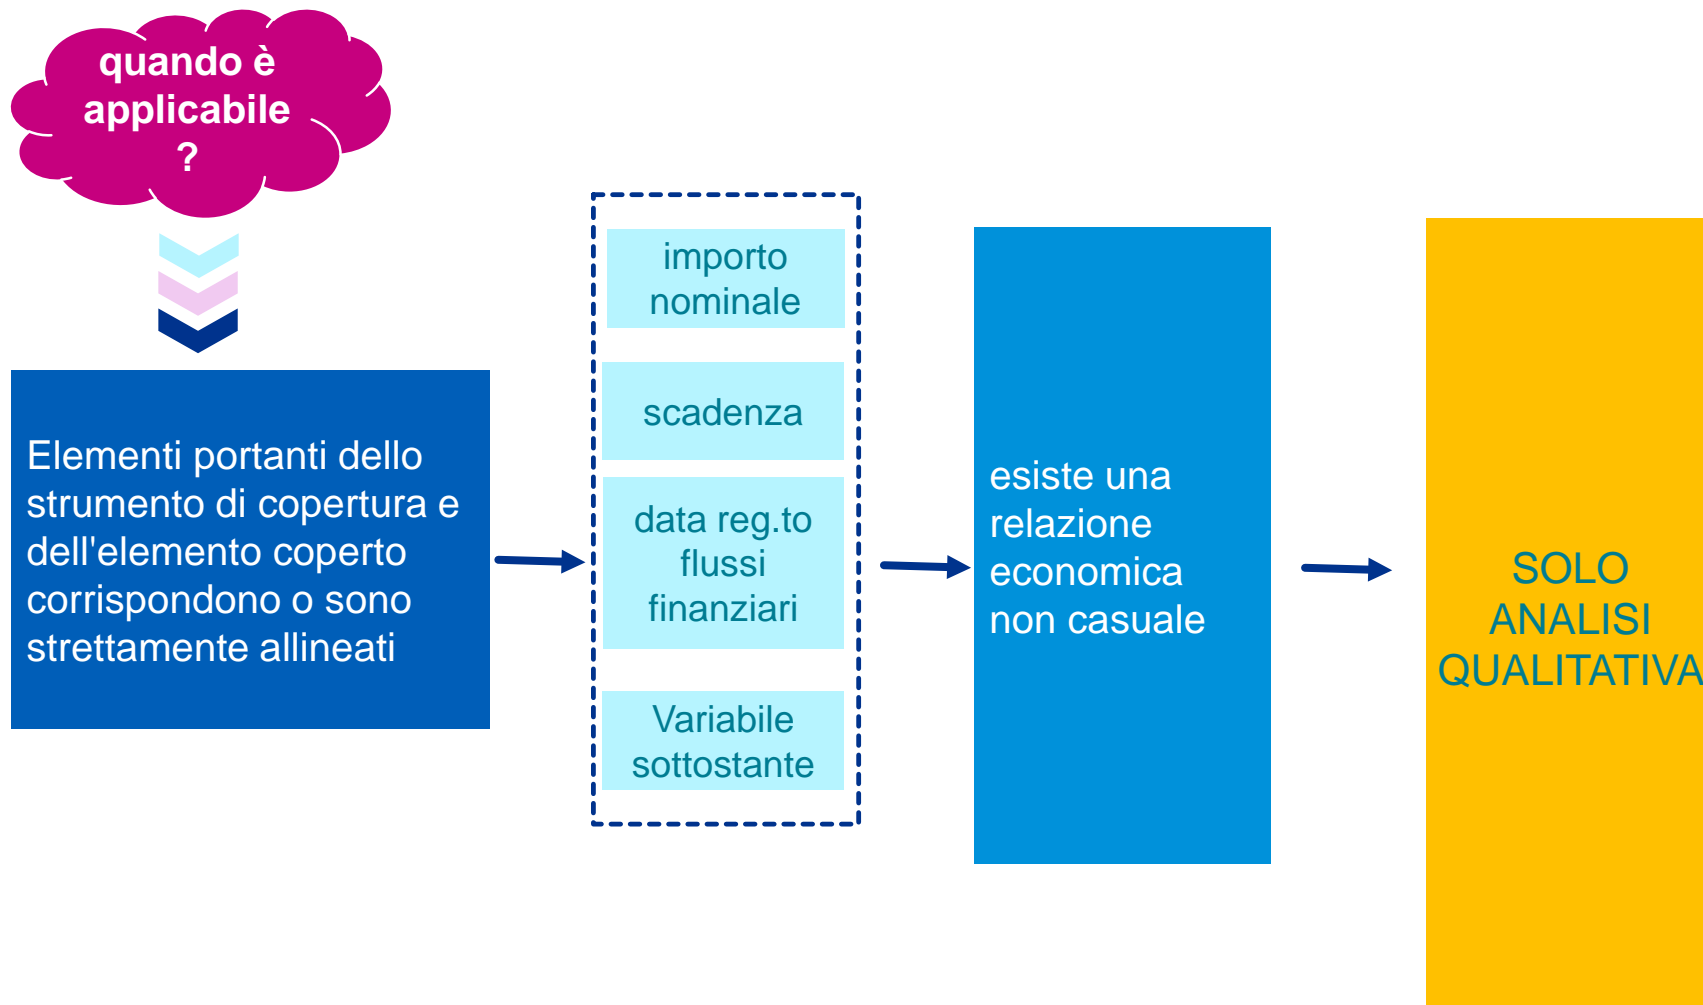 quando è
applicabile
?
Elementi portanti dello
strumento di copertura e
dell'elemento coperto
corrispondono o sono
strettamente allineati
importo
nominale
scadenza
data reg.to
flussi
finanziari
Variabile
sottostante
esiste una
relazione
economica
non casuale
SOLO
ANALISI
QUALITATIVA